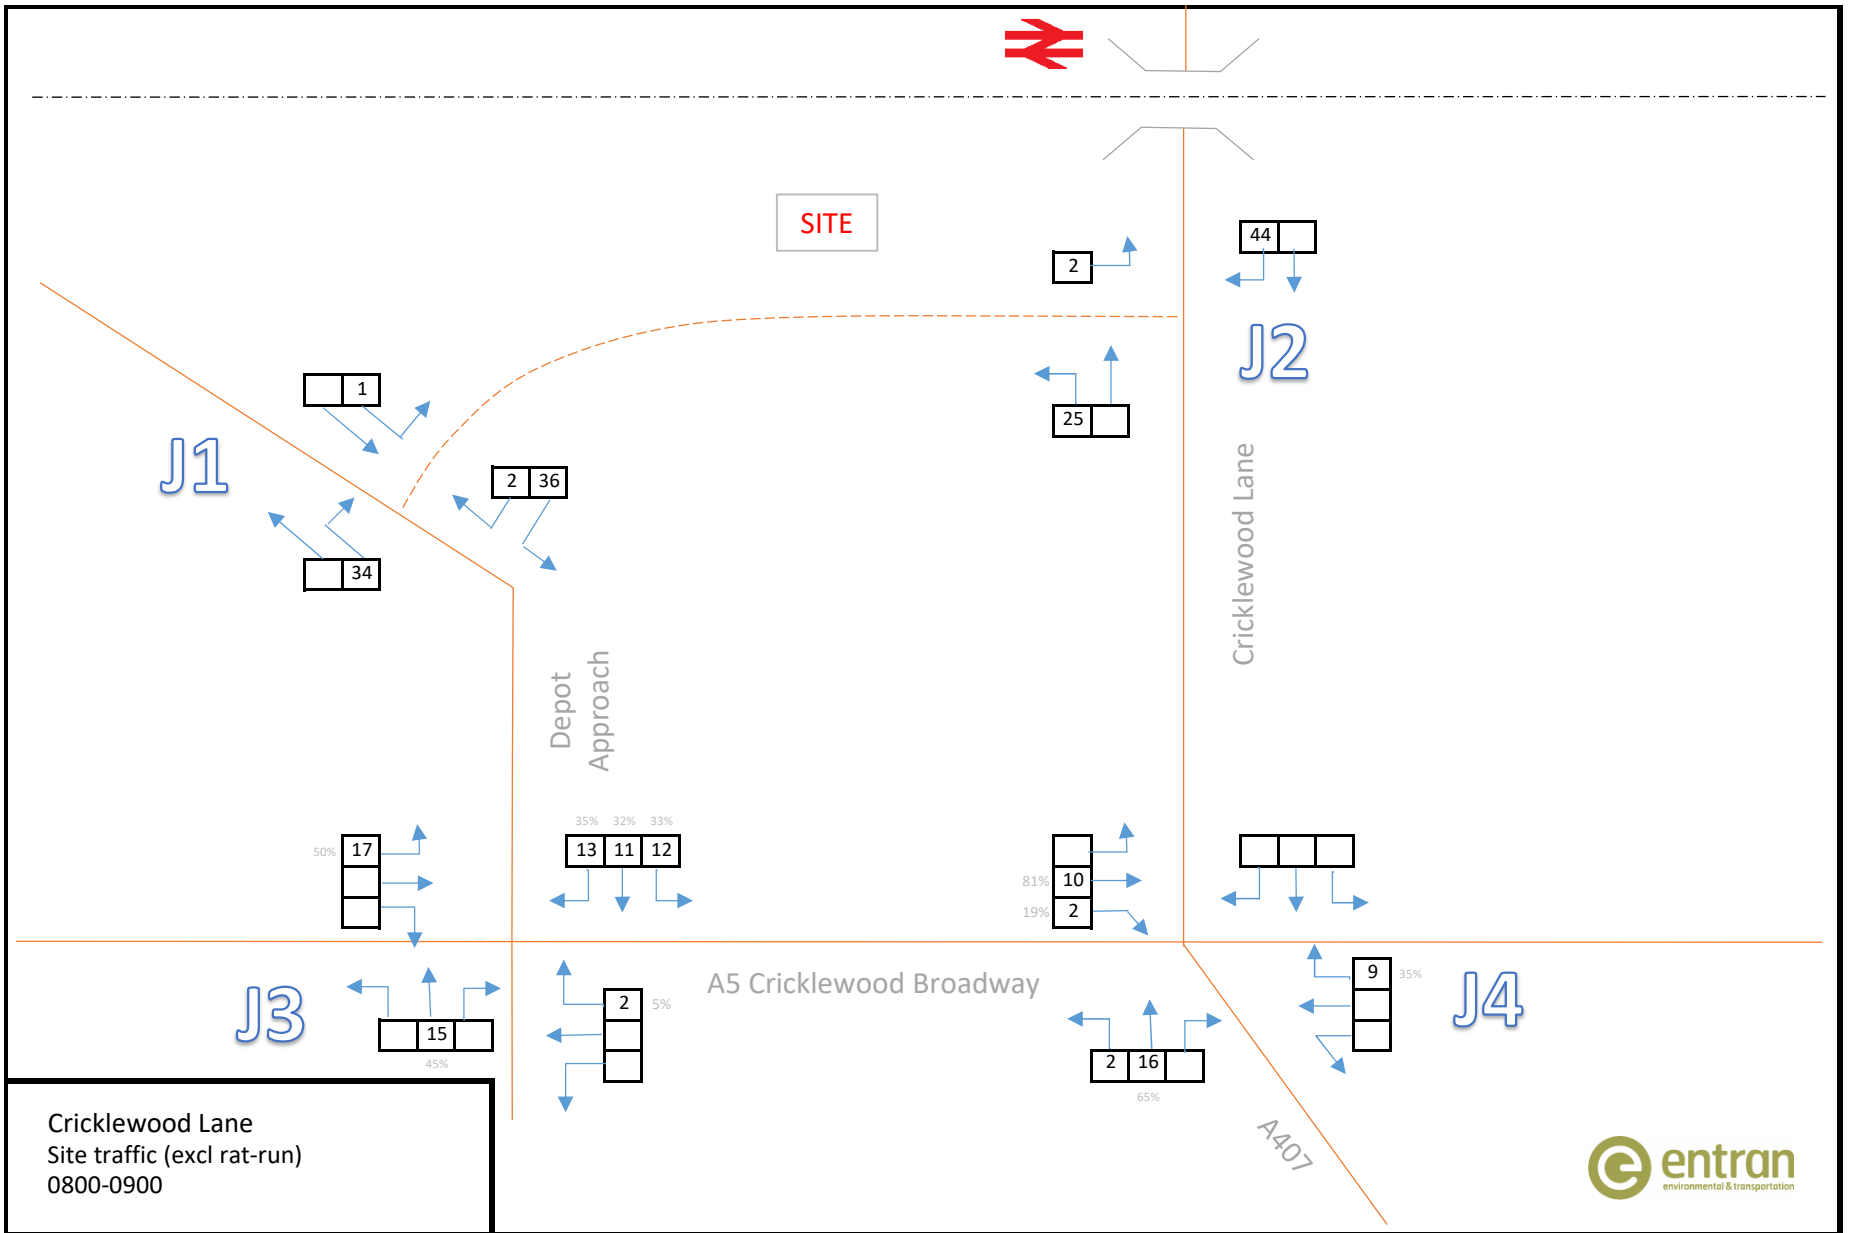 SITE
2
44
J2
1
25
J1
2 36
34
Cricklewood Lane
Depot
Approach
35% 32% 33%
50% 17
13 11 12
81% 10
19% 2
A5 Cricklewood Broadway
9 35%
J3
2 5%
J4
15
45%
2 16
65%
A407
Cricklewood Lane
Site traffic (excl rat-run)
0800-0900
entran
environmental & transportation